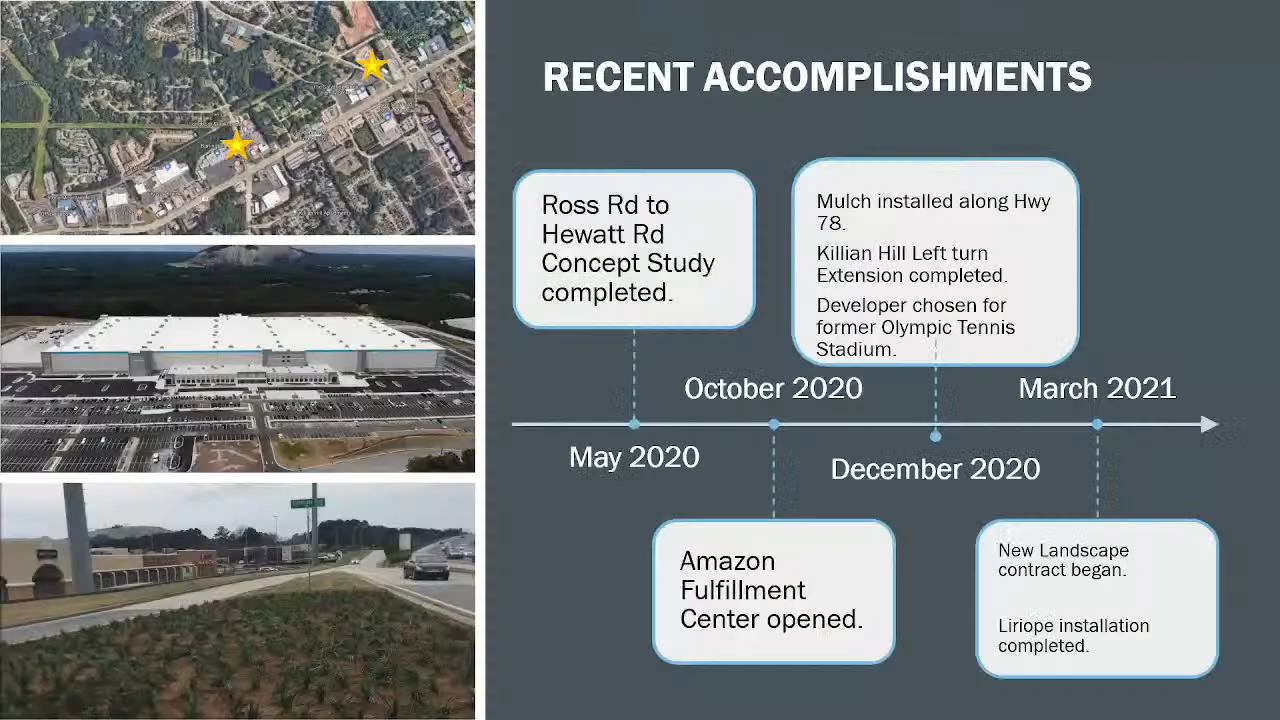 RECENT ACCOMPLISHMENTS
Ross Rd to
Hewatt Rd
Concept Study
completed.
Mulch installed along Hwy
78.
Killian Hill Left turn
Extension completed.
Developer chosen for
former Olympic Tennis
Stadium.
October 2020
March 2021
May 2020
December 2020
Amazon
Fulfillment
Center opened.
New Landscape
contract began.
Liriope installation
completed.